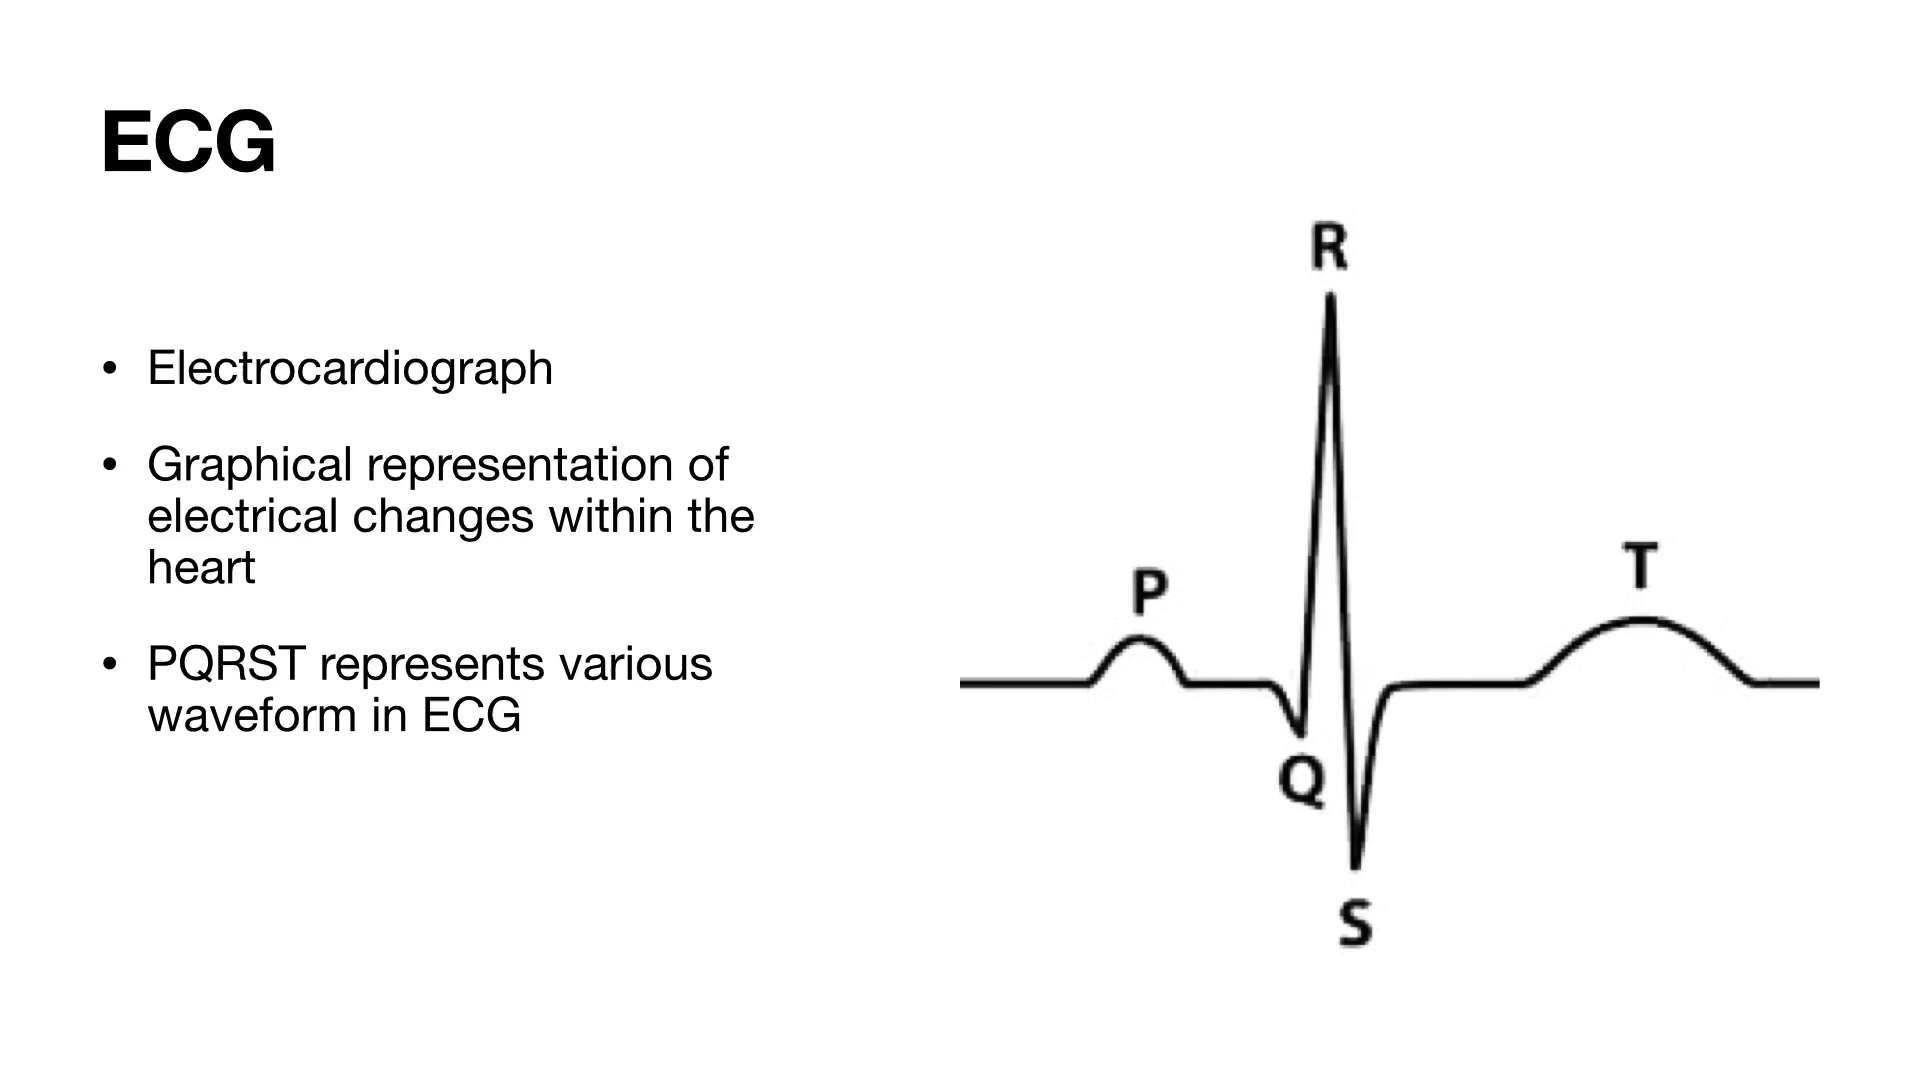 ECG
• Electrocardiograph
• Graphical representation of
electrical changes within the
heart
• PQRST represents various
waveform in ECG
R
P
T
Q
S